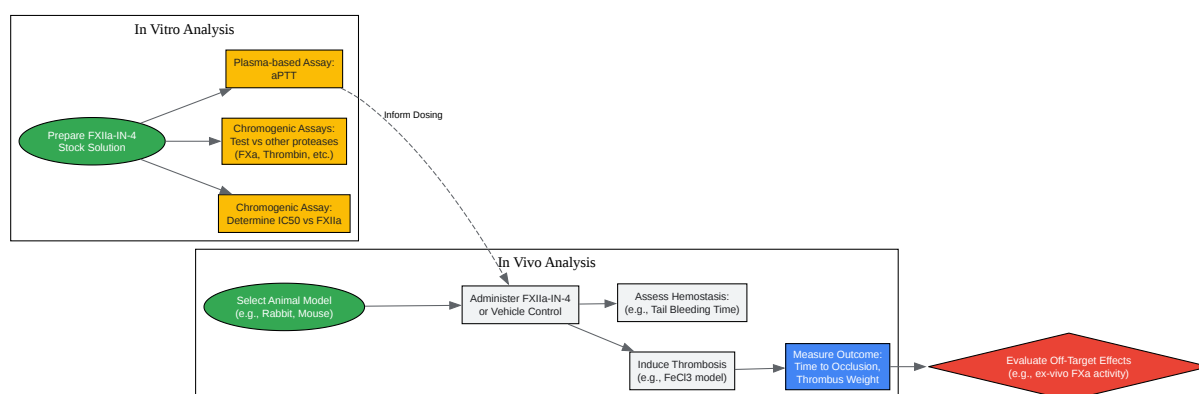 In Vitro Analysis
Plasma-based Assay:
aPTT
Inform Dosing
Prepare FXIIa-IN-4
Stock Solution
Chromogenic Assays:
Test vs other proteases
(FXa, Thrombin, etc.)
Chromogenic Assay:
Determine IC50 vs FXIIa
In Vivo Analysis
Select Animal Model
(e.g., Rabbit, Mouse)
Administer FXIIa-IN-4
or Vehicle Control
Assess Hemostasis:
(e.g., Tail Bleeding Time)
Induce Thrombosis
(e.g., FeCl3 model)
Measure Outcome:
Time to Occlusion,
Thrombus Weight
Evaluate Off-Target Effects
(e.g., ex-vivo FXa activity)